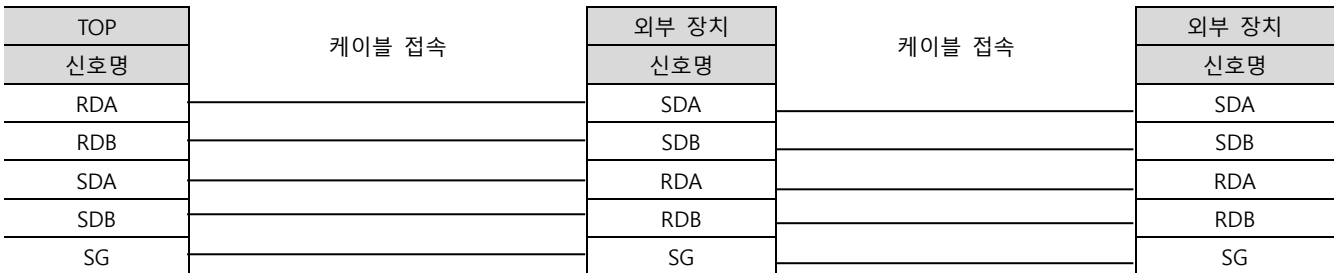 TOP 케이블 접속 외부 장치 케이블 접속 외부 장치
신호명 신호명 신호명
RDA SDA SDA
RDB SDB SDB
SDA RDA RDA
SDB RDB RDB
SG SG SG